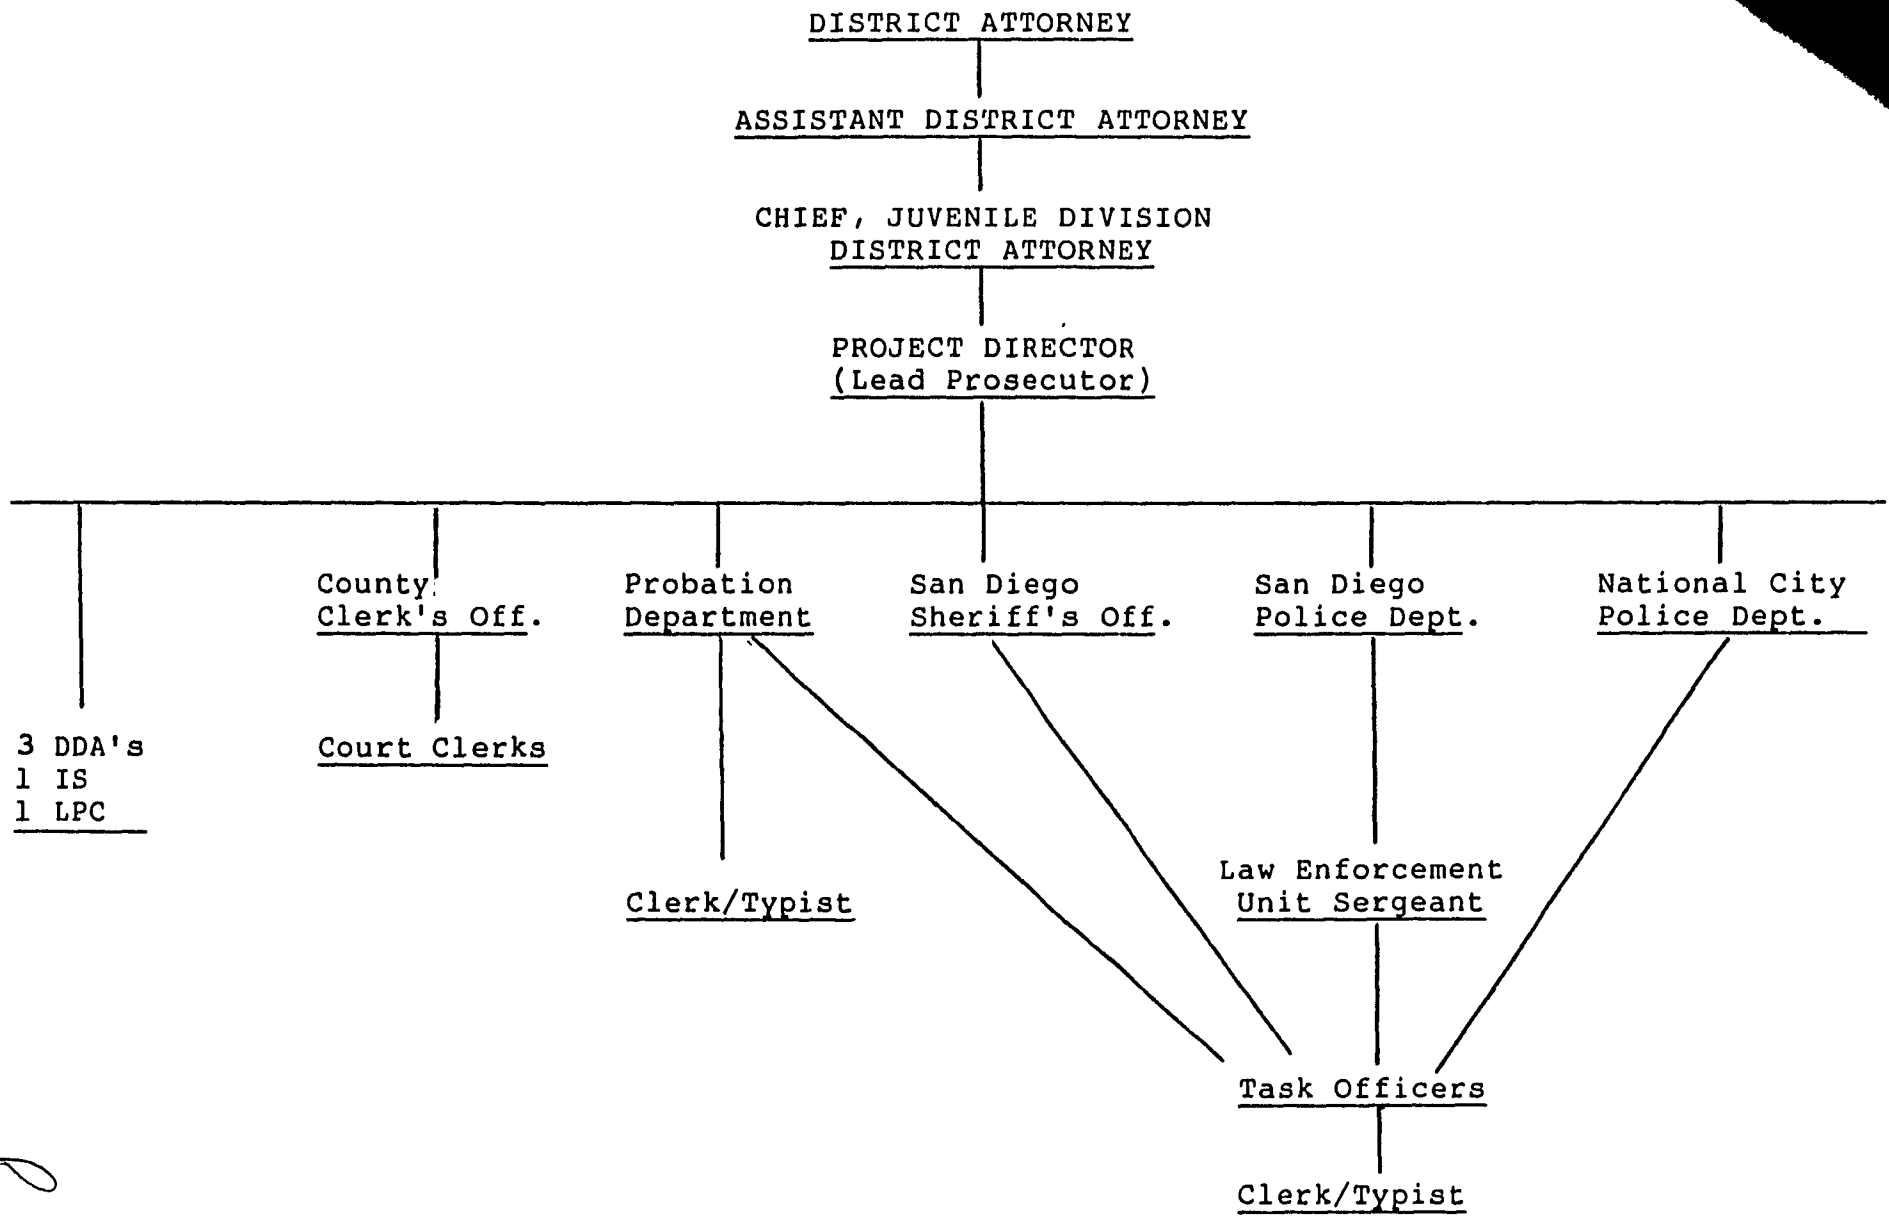 DISTRICT ATTORNEY
ASSISTANT DISTRICT ATTORNEY
CHIEF, JUVENILE DIVISION
DISTRICT ATTORNEY
PROJECT DIRECTOR
(Lead Prosecutor)
County
Clerk's Off.
Probation
Department
San Diego
Sheriff's Off.
San Diego
Police Dept.
National City
Police Dept.
3 DDA's
1 IS
1 LPC
Court Clerks
Clerk/Typist
Law Enforcement
Unit Sergeant
Task Officers
Clerk/Typist